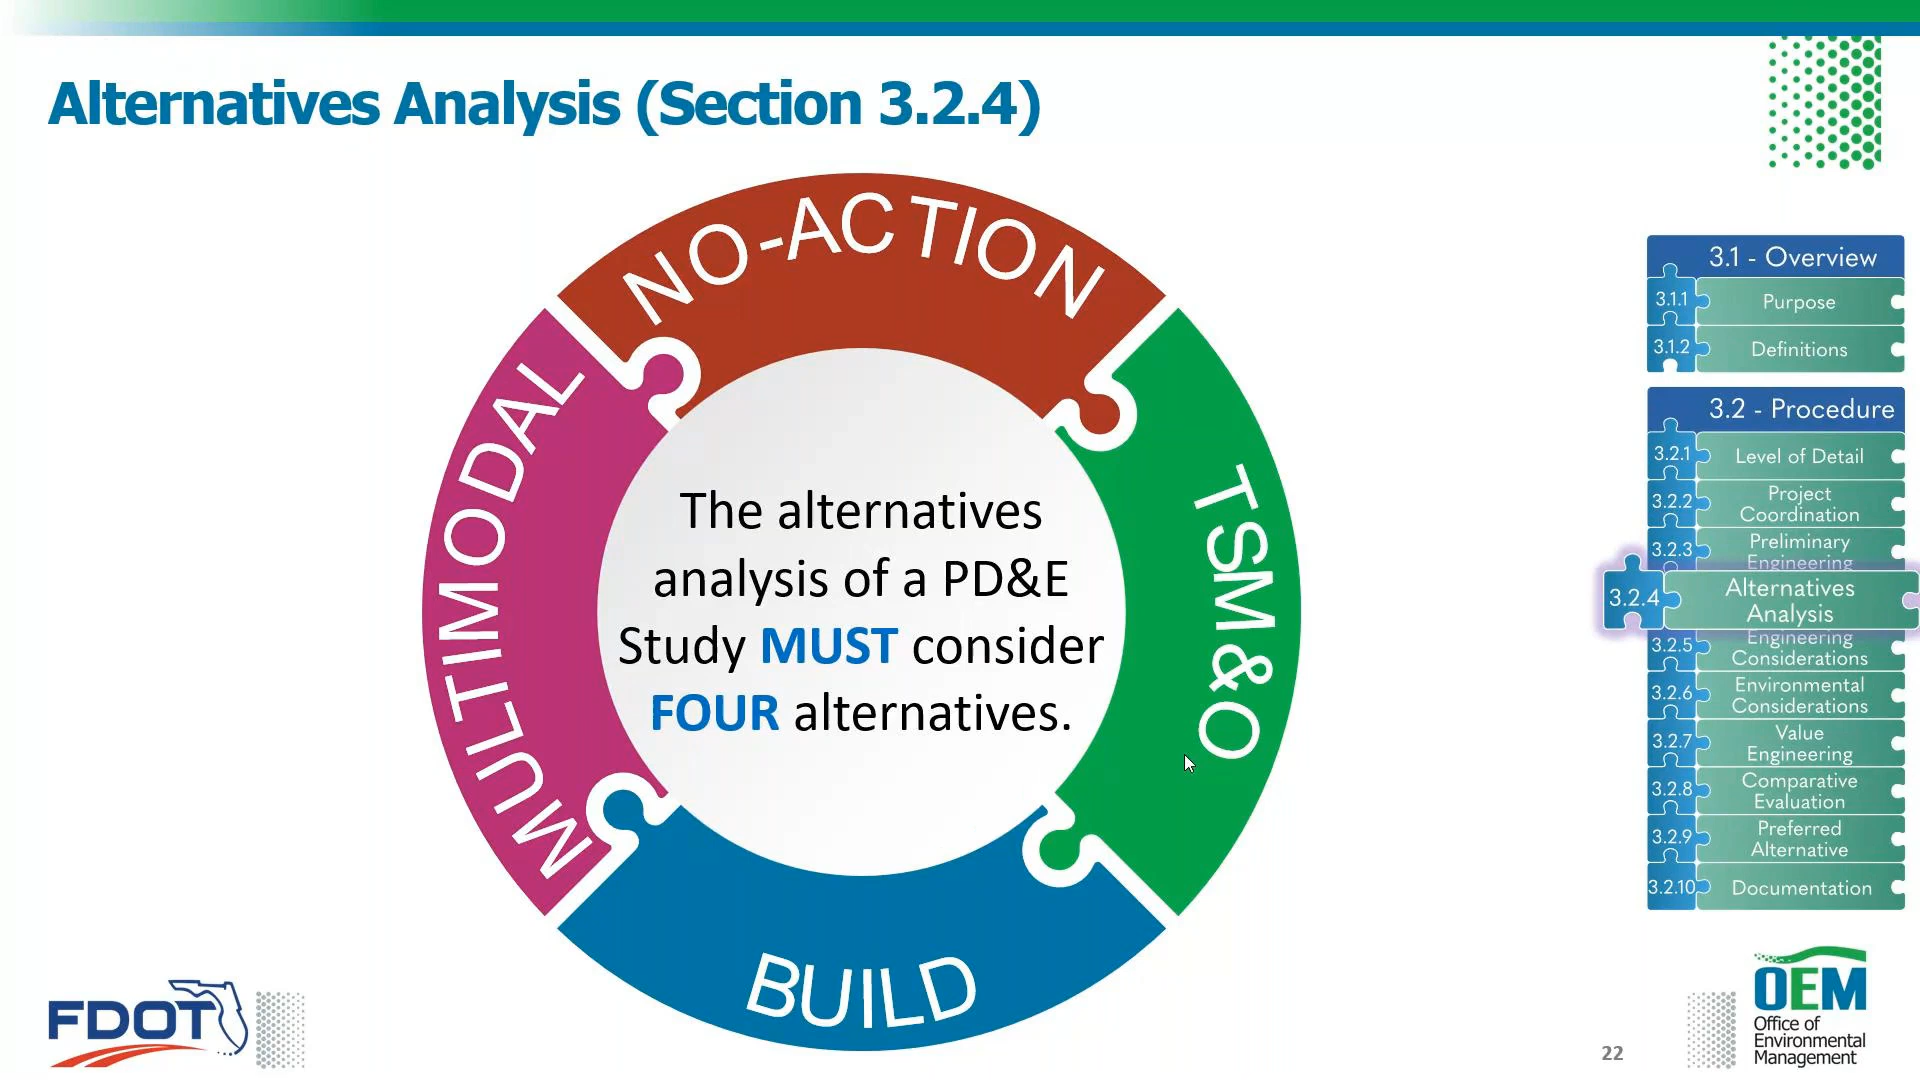 Alternatives Analysis (Section 3.2.4)
NO-ACTION
MULTIMODAL
TSM&O
BUILD
The alternatives
analysis of a PD&E
Study MUST consider
FOUR alternatives.
3.1 - Overview
3.1.1 Purpose
3.1.2 Definitions
3.2 - Procedure
3.2.1 Level of Detail
3.2.2 Project
Coordination
3.2.3 Preliminary
Engineering
3.2.4 Alternatives
Analysis
3.2.5 Engineering
Considerations
3.2.6 Environmental
Considerations
3.2.7 Value
Engineering
3.2.8 Comparative
Evaluation
3.2.9 Preferred
Alternative
3.2.10 Documentation
FDOT
22
OEM
Office of
Environmental
Management